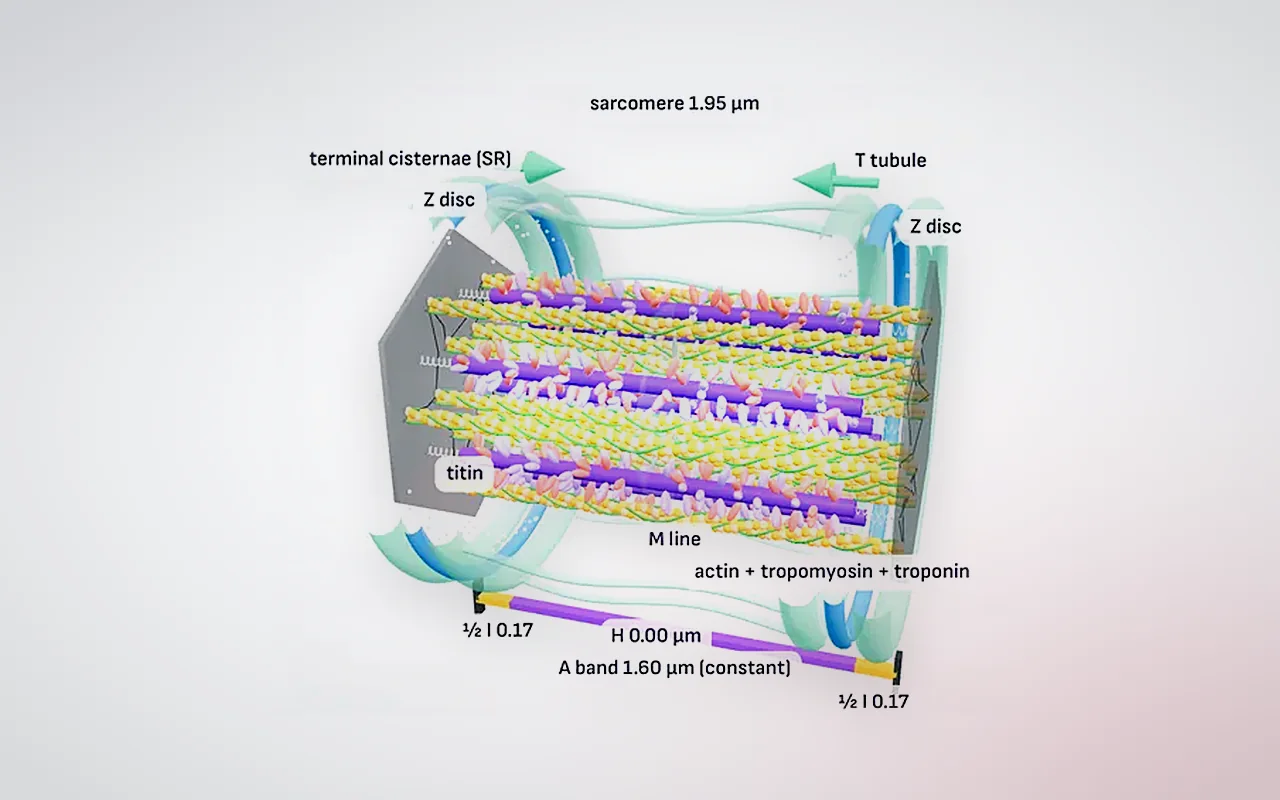 sarcomere 1.95 µm
terminal cisternae (SR)
T tubule
Z disc
Z disc
titin
M line
actin + tropomyosin + troponin
½ I 0.17
H 0.00 µm
A band 1.60 µm (constant)
½ I 0.17